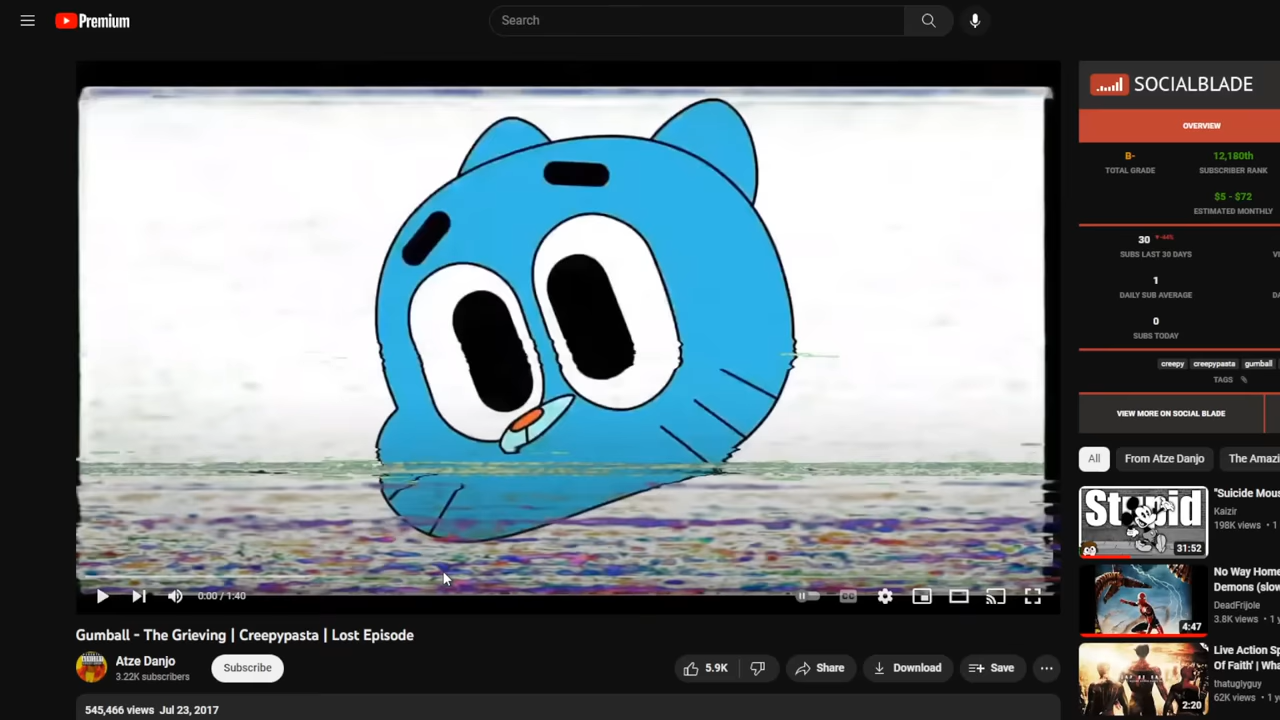 Premium
Search
SOCIALBLADE
OVERVIEW
B-
12,180th
TOTAL GRADE
SUBSCRIBER RANK
$5 - $72
ESTIMATED MONTHLY
30 -44%
SUBS LAST 30 DAYS
1
DAILY SUB AVERAGE
0
SUBS TODAY
creepy creepypasta gumball
TAGS
VIEW MORE ON SOCIAL BLADE
All From Atze Danjo The Amazi
Stupid
31:52
"Suicide Mous
Kaizir
198K views • 1
4:47
No Way Home
Demons (slow
DeadFrijole
3.8K views • 1 y
2:20
Live Action Sp
Of Faith' | Wha
thatuglyguy
62K views • 1 y
0:00 / 1:40
CC
Gumball - The Grieving | Creepypasta | Lost Episode
Atze Danjo
3.22K subscribers
Subscribe
5.9K
Share
Download
Save
545,466 views Jul 23, 2017